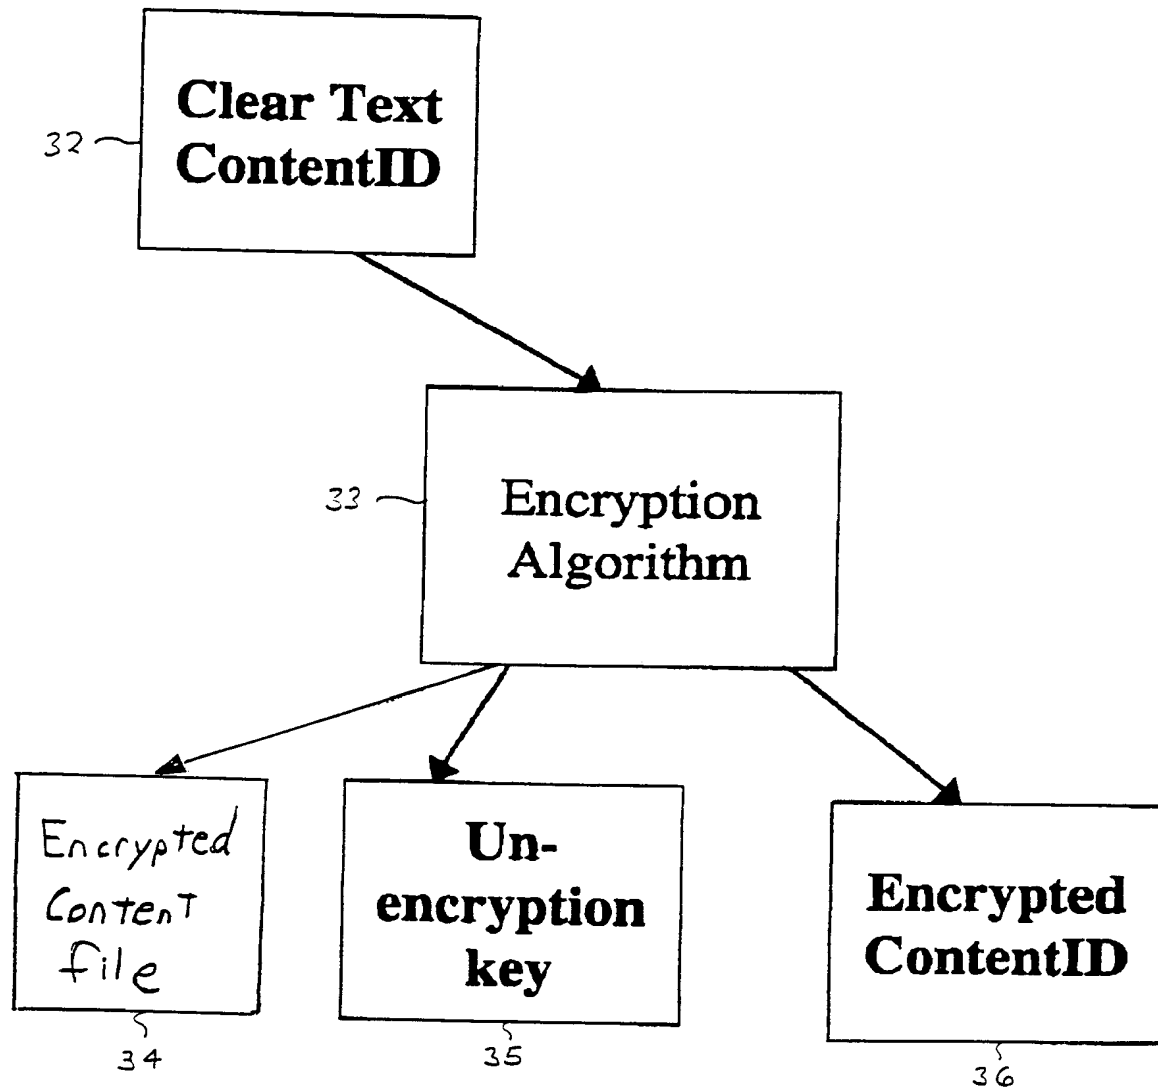 Clear Text
ContentID
32
33
Encryption
Algorithm
Encrypted
Content
file
Un-
encryption
key
Encrypted
ContentID
34
35
36